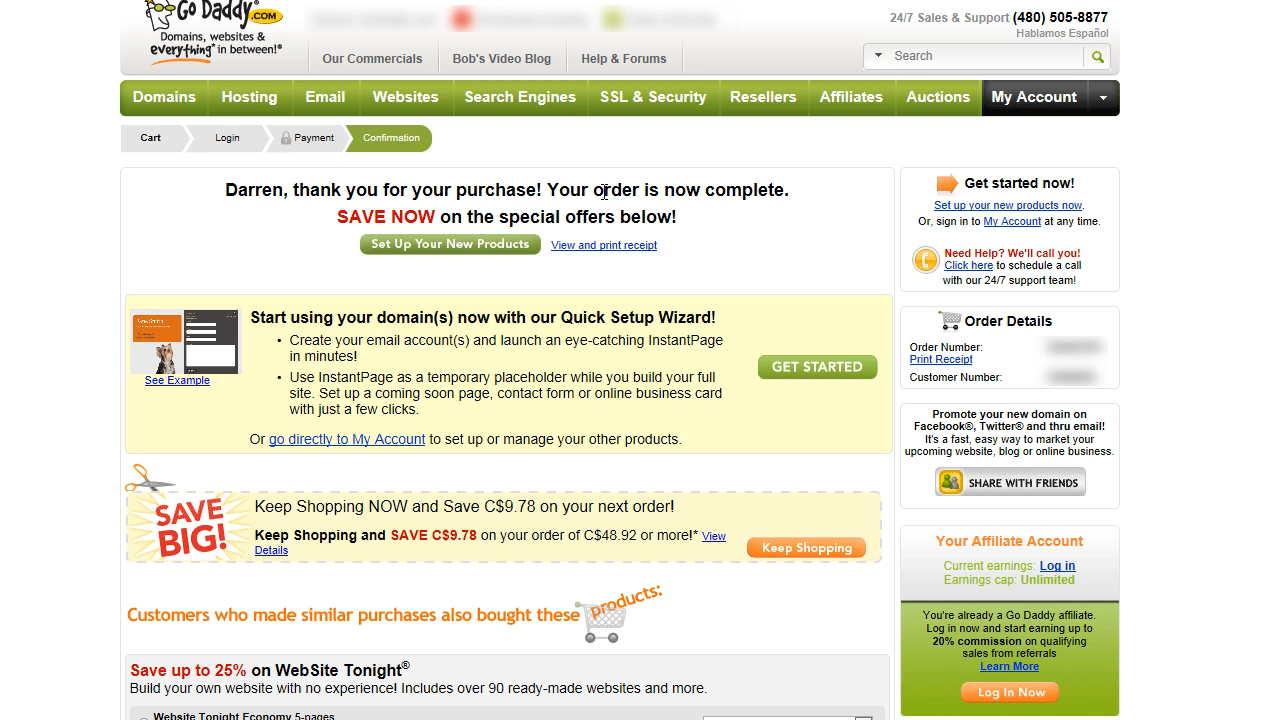 Go Daddy.COM
Domains, websites &
everything* in between!®
24/7 Sales & Support (480) 505-8877
Hablamos Español
Our Commercials
Bob's Video Blog
Help & Forums
Search
Domains
Hosting
Email
Websites
Search Engines
SSL & Security
Resellers
Affiliates
Auctions
My Account
Cart
Login
Payment
Confirmation
Darren, thank you for your purchase! Your order is now complete.
SAVE NOW on the special offers below!
Set Up Your New Products
View and print receipt
Start using your domain(s) now with our Quick Setup Wizard!
• Create your email account(s) and launch an eye-catching InstantPage
in minutes!
• Use InstantPage as a temporary placeholder while you build your full
site. Set up a coming soon page, contact form or online business card
with just a few clicks.
See Example
GET STARTED
Or go directly to My Account to set up or manage your other products.
SAVE
BIG!
Keep Shopping NOW and Save C$9.78 on your next order!
Keep Shopping and SAVE C$9.78 on your order of C$48.92 or more!* View
Details
Keep Shopping
Customers who made similar purchases also bought these products:
Save up to 25% on WebSite Tonight®
Build your own website with no experience! Includes over 90 ready-made websites and more.
Website Tonight Economy 5-pages
Get started now!
Set up your new products now.
Or, sign in to My Account at any time.
Need Help? We'll call you!
Click here to schedule a call
with our 24/7 support team!
Order Details
Order Number:
Print Receipt
Customer Number:
Promote your new domain on
Facebook®, Twitter® and thru email!
It's a fast, easy way to market your
upcoming website, blog or online business.
SHARE WITH FRIENDS
Your Affiliate Account
Current earnings: Log in
Earnings cap: Unlimited
You're already a Go Daddy affiliate.
Log in now and start earning up to
20% commission on qualifying
sales from referrals
Learn More
Log In Now